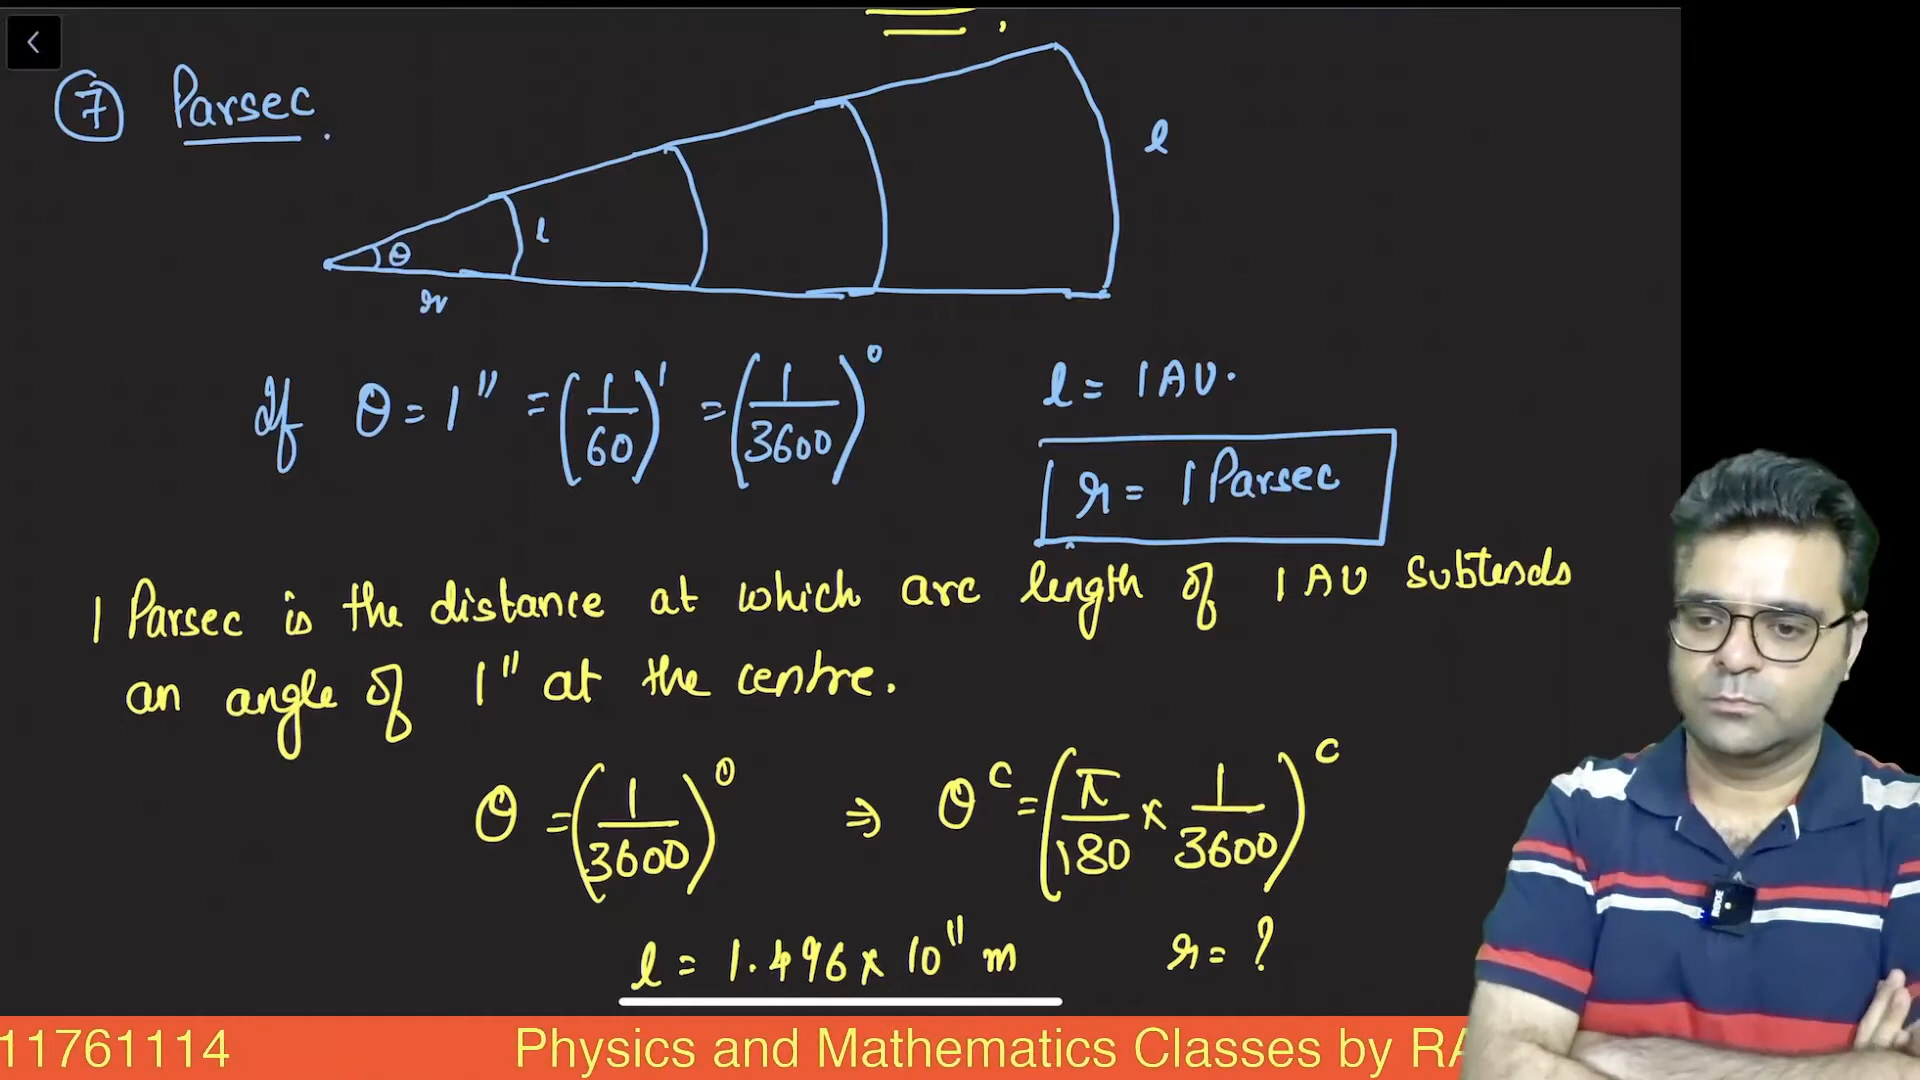 ⑦ Parsec.
l
l
θ
r
If θ = 1" = (1/60)' = (1/3600)°
l = 1 AU.
r = 1 Parsec
1 Parsec is the distance at which arc length of 1 AU subtends
an angle of 1" at the centre.
θ = (1/3600)° ⇒ θᶜ = (π/180 × 1/3600)ᶜ
l = 1.496 × 10¹¹ m r = ?
11761114 Physics and Mathematics Classes by RA